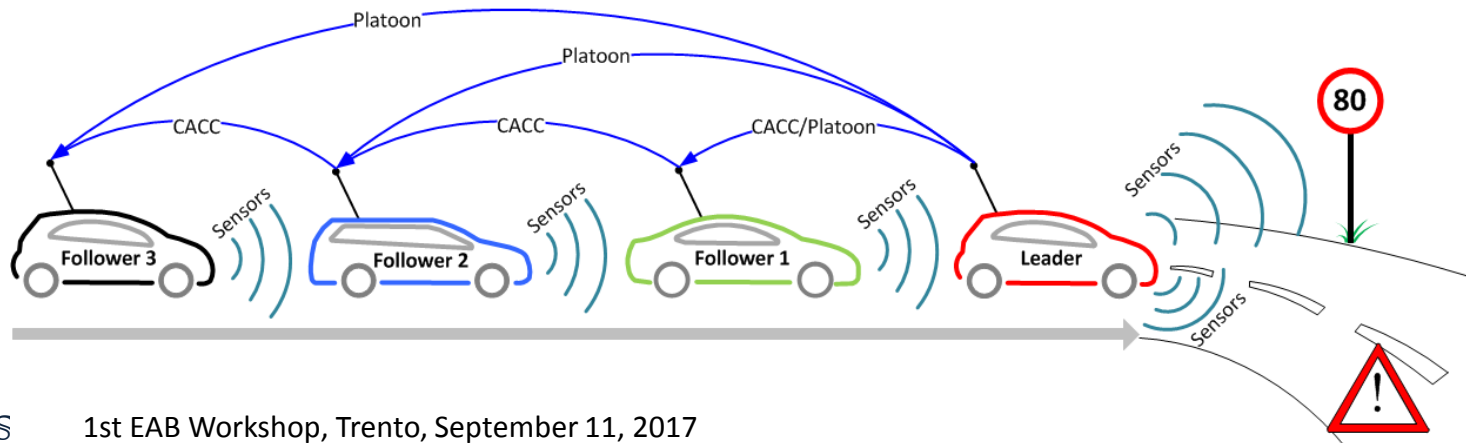 Platoon
Platoon
CACC
CACC
CACC/Platoon
80
Sensors
Sensors
Sensors
Sensors
Sensors
Follower 3
Follower 2
Follower 1
Leader
!
s 1st EAB Workshop, Trento, September 11, 2017